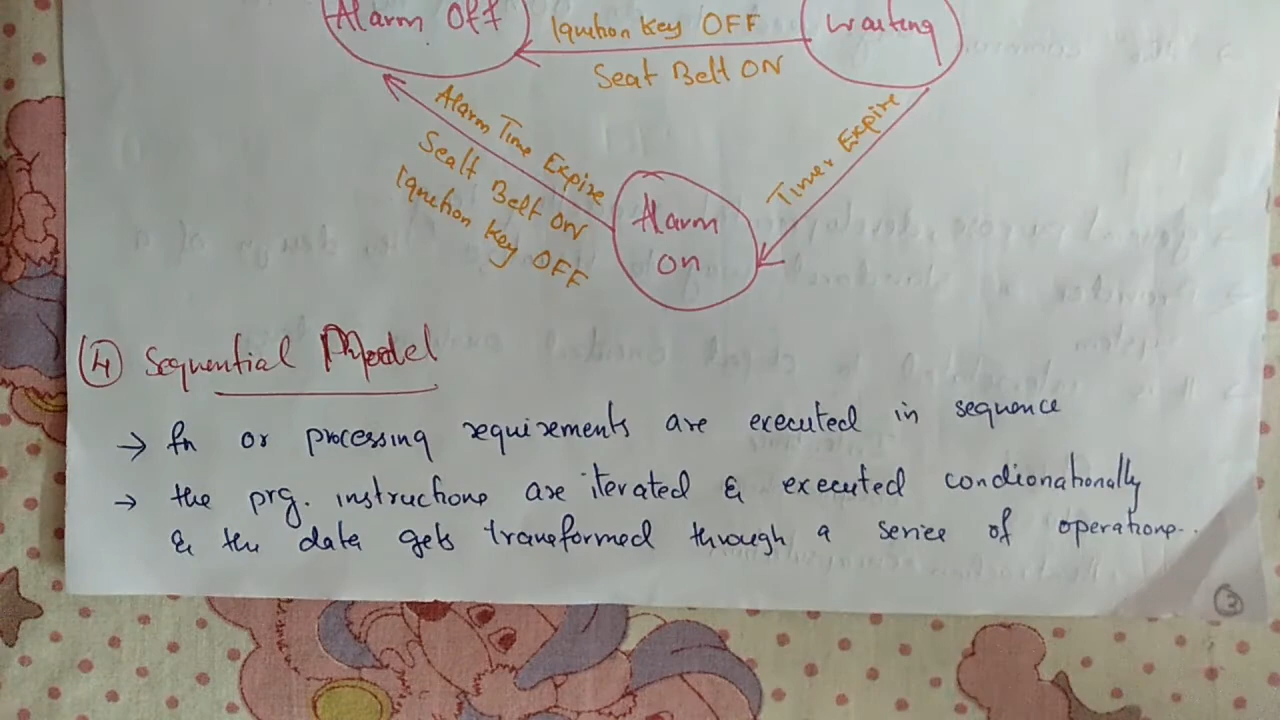 Alarm Off
Ignition Key OFF
Waiting
Seat Belt ON
Alarm Time Expire
Sealt Belt ON
Ignition Key OFF
Timer Expire
Alarm
on
④ Sequential Model
→ fn or processing requirements are executed in sequence
→ the prg. instructions are iterated & executed condionationally
& the data gets transformed through a series of operations..
③